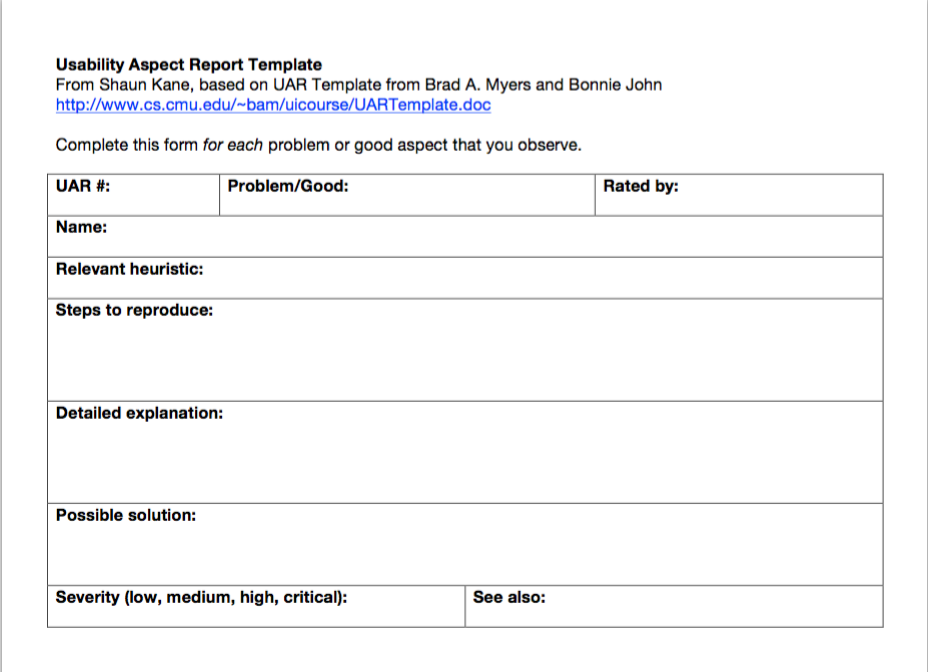 Usability Aspect Report Template
From Shaun Kane, based on UAR Template from Brad A. Myers and Bonnie John
http://www.cs.cmu.edu/~bam/uicourse/UARTemplate.doc
Complete this form for each problem or good aspect that you observe.
UAR #: Problem/Good: Rated by:
Name:
Relevant heuristic:
Steps to reproduce:
Detailed explanation:
Possible solution:
Severity (low, medium, high, critical): See also: